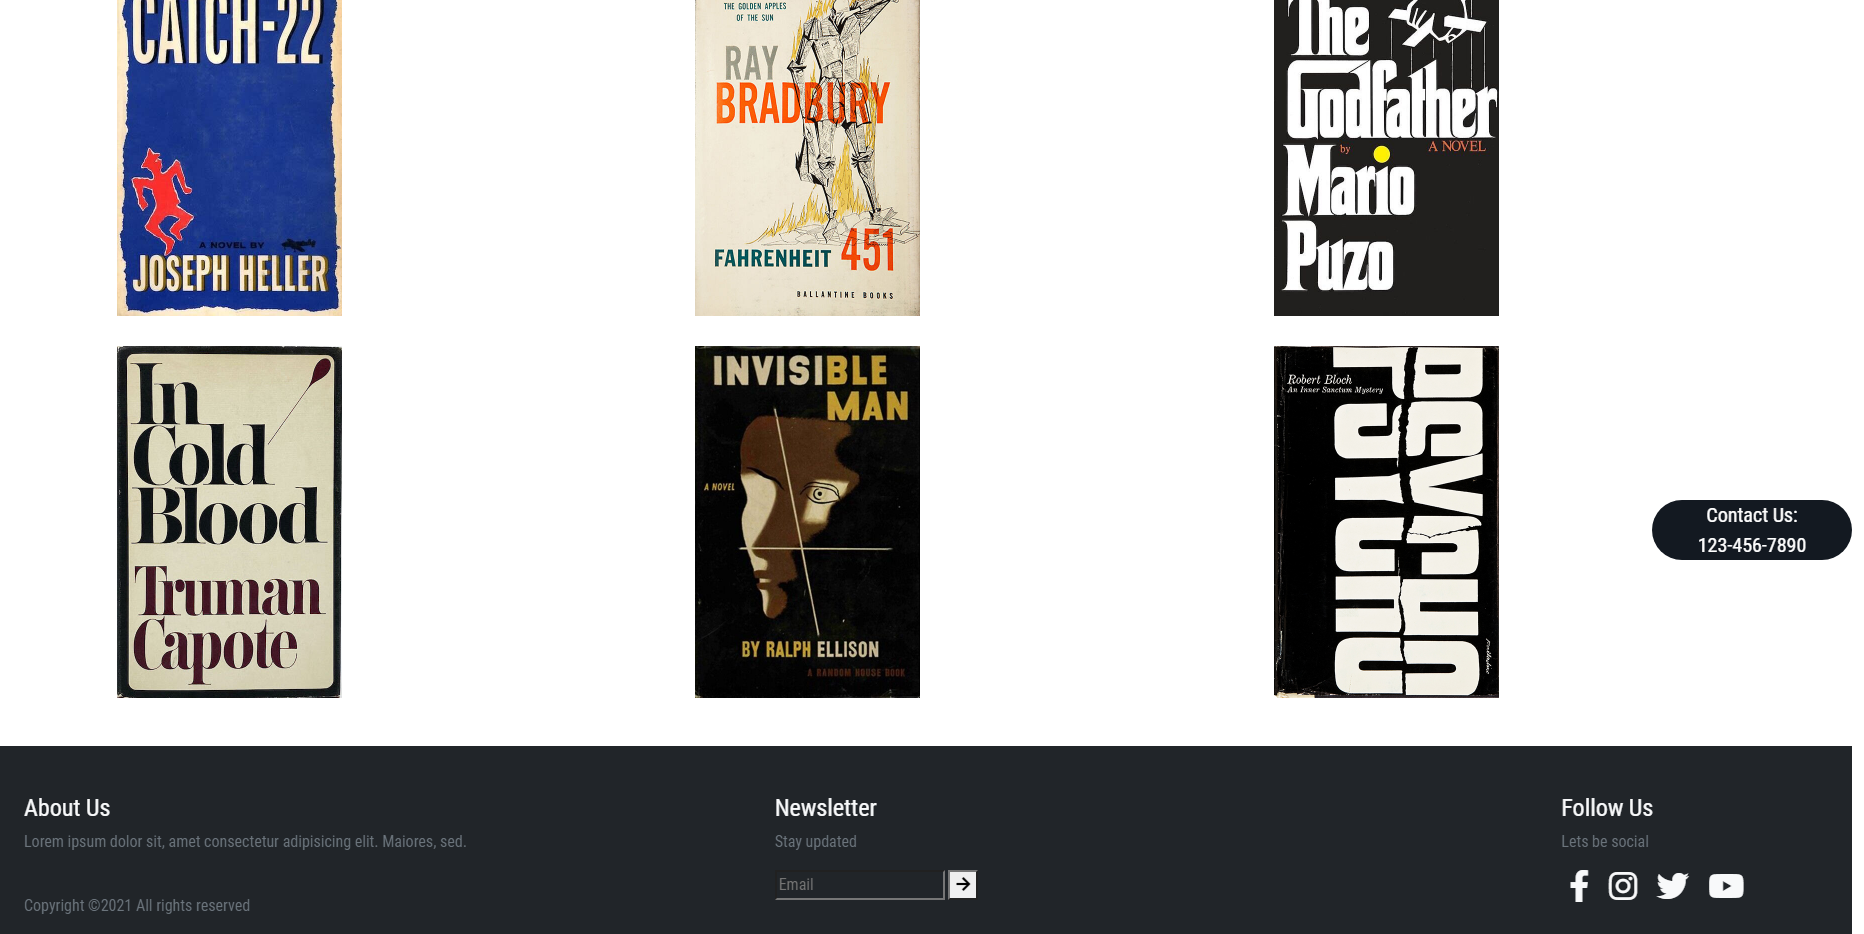 CATCH-22
A NOVEL BY
JOSEPH HELLER
THE GOLDEN APPLES
OF THE SUN
RAY
BRADBURY
FAHRENHEIT 451
BALLANTINE BOOKS
The
Godfather
by
A NOVEL
Mario
Puzo
In
Cold
Blood
Truman
Capote
INVISIBLE
MAN
A NOVEL
BY RALPH ELLISON
A RANDOM HOUSE BOOK
Robert Bloch
An Inner Sanctum Mystery
PSYCHO
Contact Us:
123-456-7890
About Us
Lorem ipsum dolor sit, amet consectetur adipisicing elit. Maiores, sed.
Copyright ©2021 All rights reserved
Newsletter
Stay updated
Email
Follow Us
Lets be social